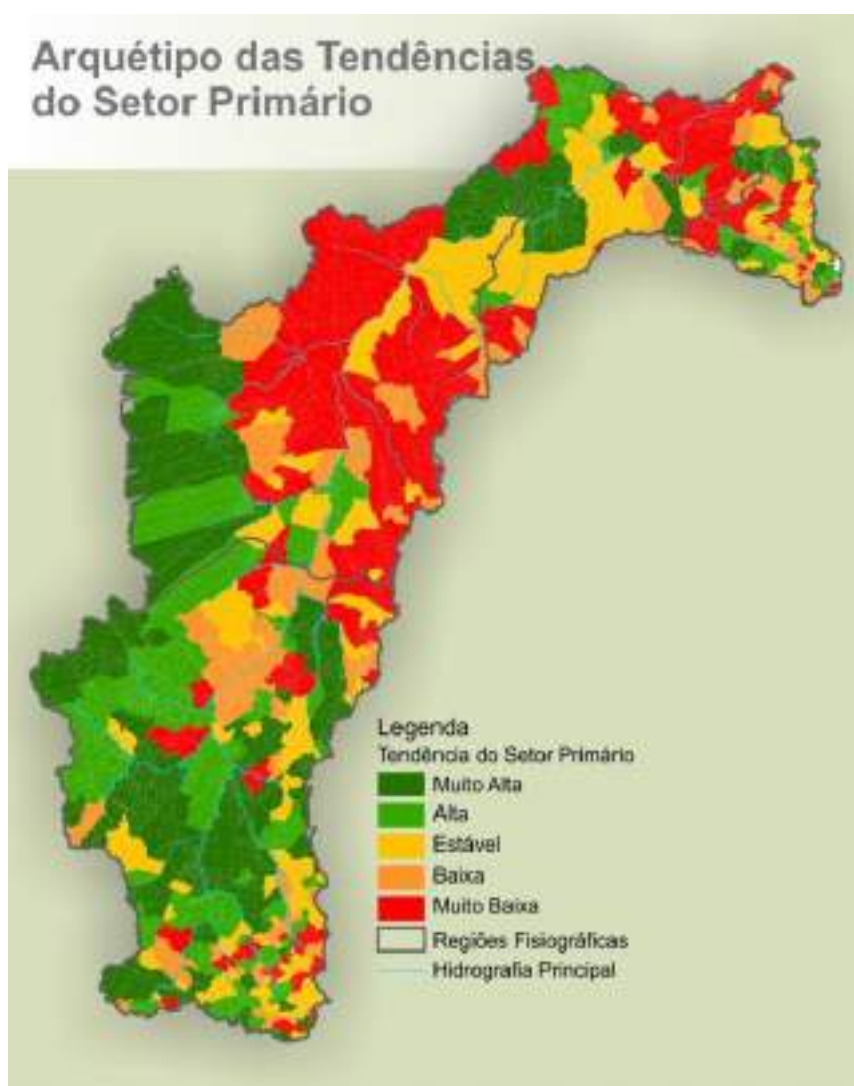 Arquétipo das Tendências
do Setor Primário
Legenda
Tendência do Setor Primário
Muito Alta
Alta
Estável
Baixa
Muito Baixa
Regiões Fisiográficas
Hidrografia Principal